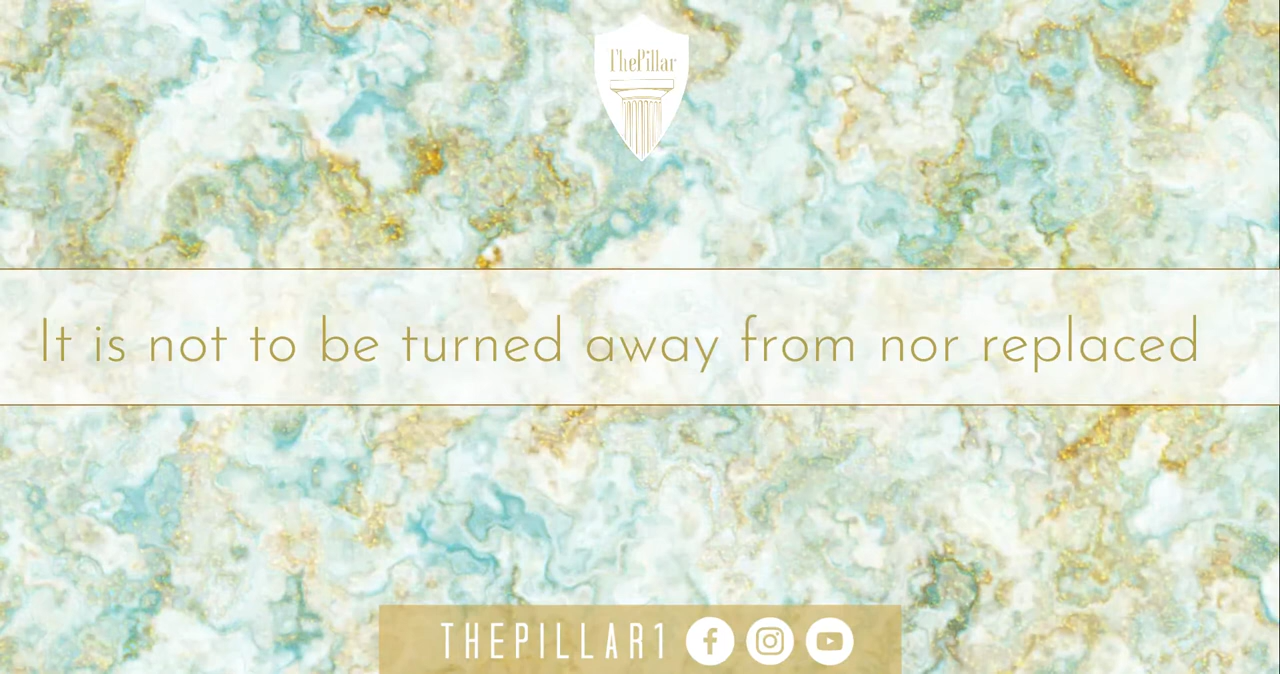 ThePillar
It is not to be turned away from nor replaced
THEPILLAR1